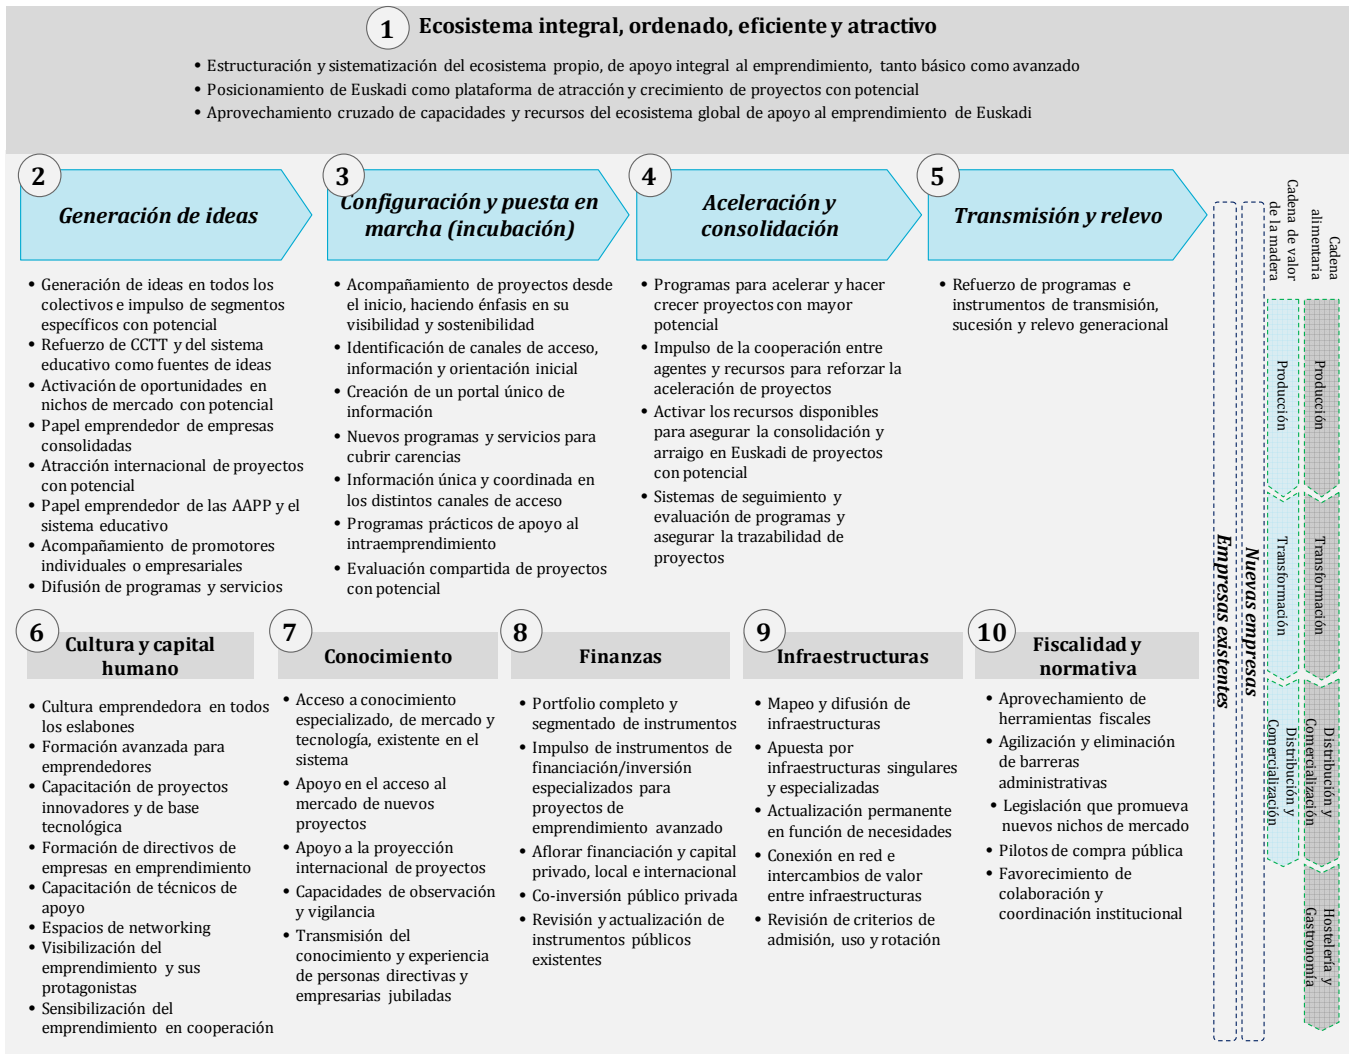 1
Ecosistema integral, ordenado, eficiente y atractivo
• Estructuración y sistematización del ecosistema propio, de apoyo integral al emprendimiento, tanto básico como avanzado
• Posicionamiento de Euskadi como plataforma de atracción y crecimiento de proyectos con potencial
• Aprovechamiento cruzado de capacidades y recursos del ecosistema global de apoyo al emprendimiento de Euskadi
2
Generación de ideas
• Generación de ideas en todos los
colectivos e impulso de segmentos
específicos con potencial
• Refuerzo de CCTT y del sistema
educativo como fuentes de ideas
• Activación de oportunidades en
nichos de mercado con potencial
• Papel emprendedor de empresas
consolidadas
• Atracción internacional de proyectos
con potencial
• Papel emprendedor de las AAPP y el
sistema educativo
• Acompañamiento de promotores
individuales o empresariales
• Difusión de programas y servicios
3
Configuración y puesta en
marcha (incubación)
• Acompañamiento de proyectos desde
el inicio, haciendo énfasis en su
visibilidad y sostenibilidad
• Identificación de canales de acceso,
información y orientación inicial
• Creación de un portal único de
información
• Nuevos programas y servicios para
cubrir carencias
• Información única y coordinada en
los distintos canales de acceso
• Programas prácticos de apoyo al
intraemprendimiento
• Evaluación compartida de proyectos
con potencial
4
Aceleración y
consolidación
• Programas para acelerar y hacer
crecer proyectos con mayor
potencial
• Impulso de la cooperación entre
agentes y recursos para reforzar la
aceleración de proyectos
• Activar los recursos disponibles
para asegurar la consolidación y
arraigo en Euskadi de proyectos
con potencial
• Sistemas de seguimiento y
evaluación de programas y
asegurar la trazabilidad de
proyectos
5
Transmisión y relevo
• Refuerzo de programas e
instrumentos de transmisión,
sucesión y relevo generacional
6
Cultura y capital
humano
• Cultura emprendedora en todos
los eslabones
• Formación avanzada para
emprendedores
• Capacitación de proyectos
innovadores y de base
tecnológica
• Formación de directivos de
empresas en emprendimiento
• Capacitación de técnicos de
apoyo
• Espacios de networking
• Visibilización del
emprendimiento y sus
protagonistas
• Sensibilización del
emprendimiento en cooperación
7
Conocimiento
• Acceso a conocimiento
especializado, de mercado y
tecnología, existente en el
sistema
• Apoyo en el acceso al
mercado de nuevos
proyectos
• Apoyo a la proyección
internacional de proyectos
• Capacidades de observación
y vigilancia
• Transmisión del
conocimiento y experiencia
de personas directivas y
empresarias jubiladas
8
Finanzas
• Portfolio completo y
segmentado de instrumentos
• Impulso de instrumentos de
financiación/inversión
especializados para
proyectos de
emprendimiento avanzado
• Aflorar financiación y capital
privado, local e internacional
• Co-inversión público privada
• Revisión y actualización de
instrumentos públicos
existentes
9
Infraestructuras
• Mapeo y difusión de
infraestructuras
• Apuesta por
infraestructuras singulares
y especializadas
• Actualización permanente
en función de necesidades
• Conexión en red e
intercambios de valor
entre infraestructuras
• Revisión de criterios de
admisión, uso y rotación
10
Fiscalidad y
normativa
• Aprovechamiento de
herramientas fiscales
• Agilización y eliminación
de barreras
administrativas
• Legislación que promueva
nuevos nichos de mercado
• Pilotos de compra pública
• Favorecimiento de
colaboración y
coordinación institucional
Empresas existentes
Nuevas empresas
Cadena de valor
de la madera
Producción
Transformación
Distribución y
Comercialización
Cadena
alimentaria
Producción
Transformación
Distribución y
Comercialización
Hostelería y
Gastronomía